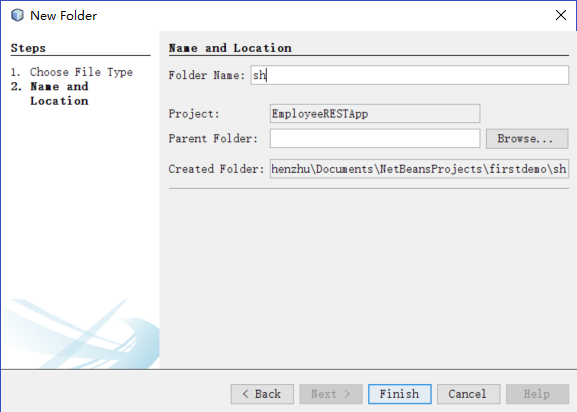 New Folder
Steps
1. Choose File Type
2. Name and
Location
Name and Location
Folder Name: sh
Project: EmployeeRESTApp
Parent Folder: Browse...
Created Folder: henzhu\Documents\NetBeansProjects\firstdemo\sh
< Back Next > Finish Cancel Help